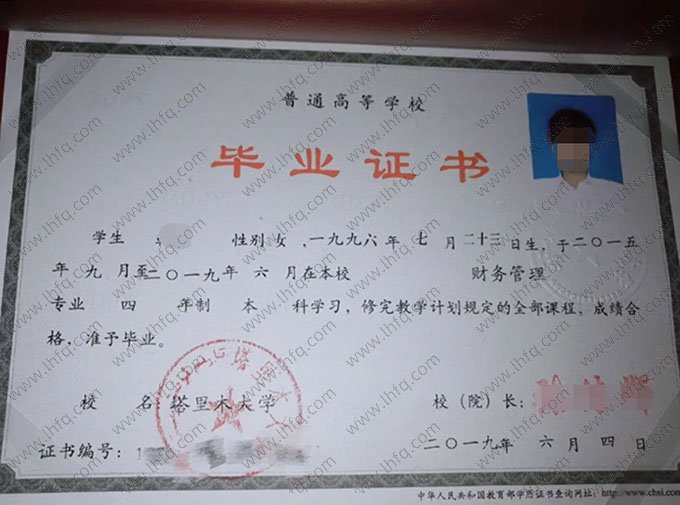 普通高等学校
毕业证书
学生 性别 女，一九九六年 七 月 二十三 日生，于二〇一五
年 九 月至二〇一九年 六 月在本校 财务管理
专业 四 年制 本 科学习，修完教学计划规定的全部课程，成绩合
格，准予毕业。
校 名：塔里木大学 校（院）长：
证书编号： 二〇一九年 六 月 四 日
中华人民共和国教育部学历证书查询网址：http://www.chsi.com
www.lhfq.com